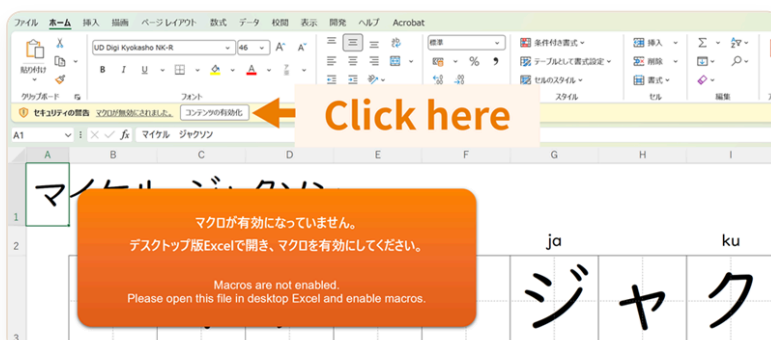 ファイル ホーム 挿入 描画 ページ レイアウト 数式 データ 校閲 表示 開発 ヘルプ Acrobat
UD Digi Kyokasho NK-R 46 A^ A˅ 標準 条件付き書式 挿入
貼り付け B I U A % 9 テーブルとして書式設定 削除
セルのスタイル 書式
クリップボード フォント スタイル セル 編集
セキュリティの警告 マクロが無効にされました。 コンテンツの有効化
Click here
A1 fx マイケル ジャクソン
A B C D E F G H I
1
マクロが有効になっていません。
デスクトップ版Excelで開き、マクロを有効にしてください。
Macros are not enabled.
Please open this file in desktop Excel and enable macros.
2 ja ku
ジ ャ ク
3